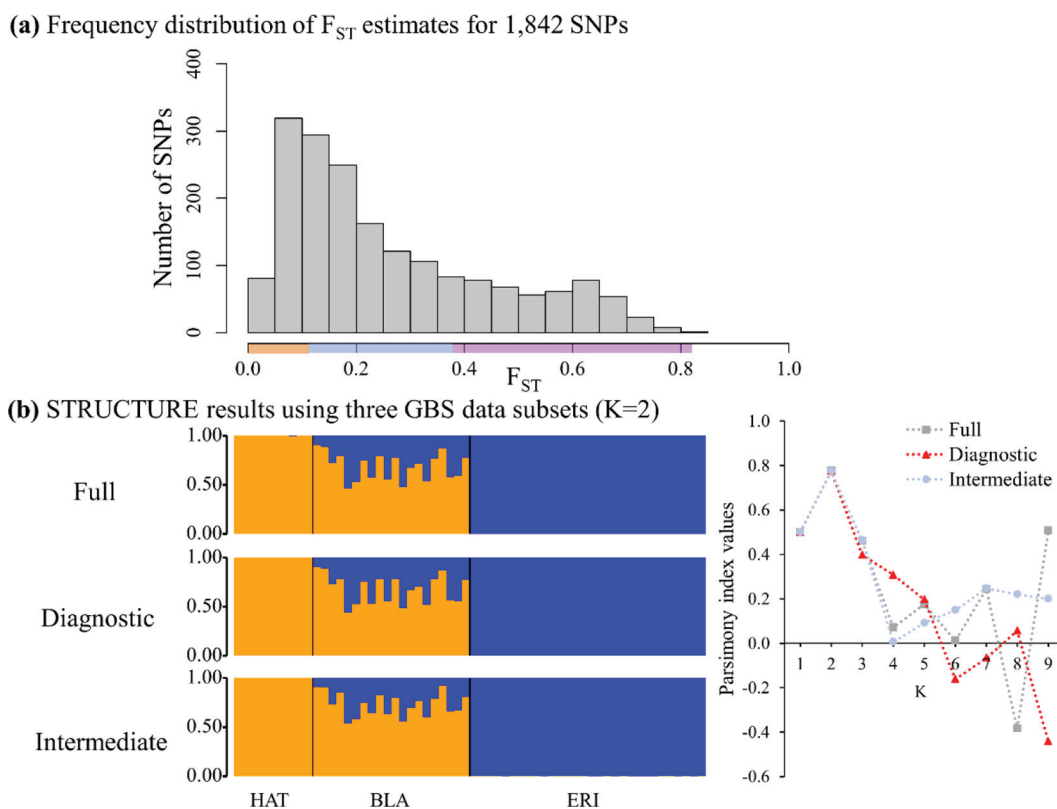 (a) Frequency distribution of FST estimates for 1,842 SNPs
Number of SNPs
400
300
200
100
0
0.0 0.2 0.4 0.6 0.8 1.0
FST
(b) STRUCTURE results using three GBS data subsets (K=2)
Full
1.00
0.50
0.00
Diagnostic
1.00
0.50
0.00
Intermediate
1.00
0.50
0.00
HAT BLA ERI
Parsimony index values
1.0
0.8
0.6
0.4
0.2
0.0
-0.2
-0.4
-0.6
1 2 3 4 5 6 7 8 9
K
Full
Diagnostic
Intermediate